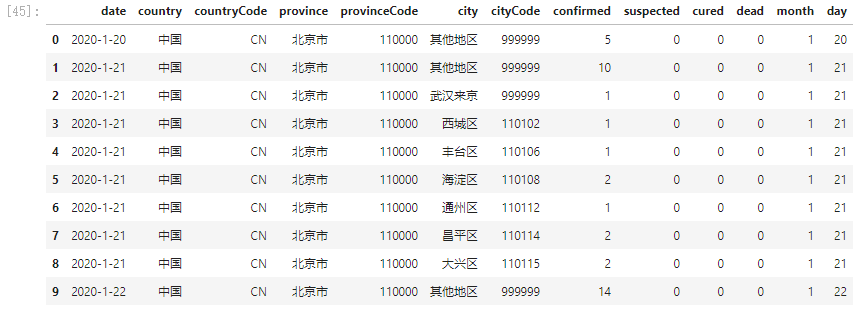 [45]: date country countryCode province provinceCode city cityCode confirmed suspected cured dead month day
0 2020-1-20 中国 CN 北京市 110000 其他地区 999999 5 0 0 0 1 20
1 2020-1-21 中国 CN 北京市 110000 其他地区 999999 10 0 0 0 1 21
2 2020-1-21 中国 CN 北京市 110000 武汉来京 999999 1 0 0 0 1 21
3 2020-1-21 中国 CN 北京市 110000 西城区 110102 1 0 0 0 1 21
4 2020-1-21 中国 CN 北京市 110000 丰台区 110106 1 0 0 0 1 21
5 2020-1-21 中国 CN 北京市 110000 海淀区 110108 2 0 0 0 1 21
6 2020-1-21 中国 CN 北京市 110000 通州区 110112 1 0 0 0 1 21
7 2020-1-21 中国 CN 北京市 110000 昌平区 110114 2 0 0 0 1 21
8 2020-1-21 中国 CN 北京市 110000 大兴区 110115 2 0 0 0 1 21
9 2020-1-22 中国 CN 北京市 110000 其他地区 999999 14 0 0 0 1 22